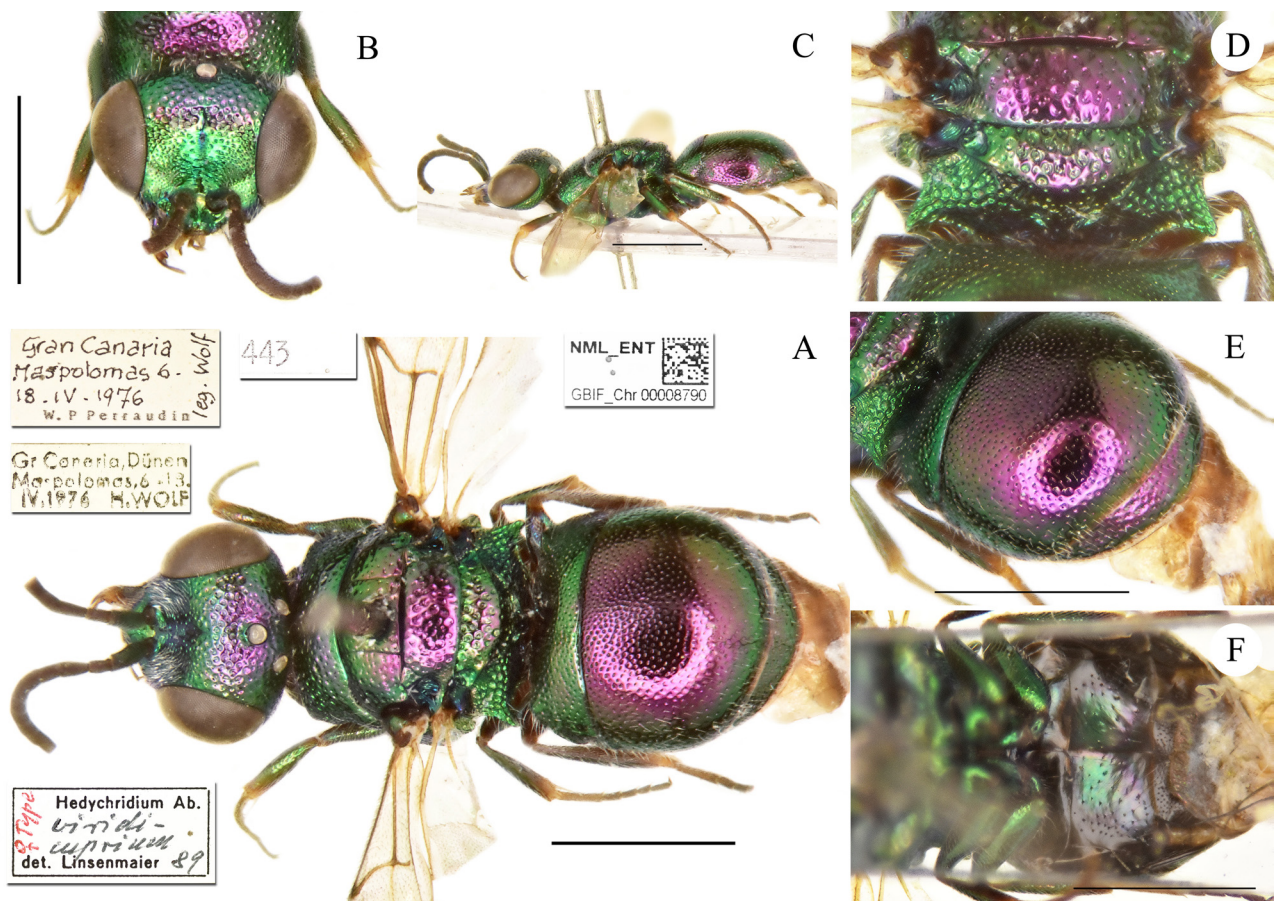 B
C
D
Gran Canaria
Maspolomas 6-
18-IV-1976
W. P Perraudin
leg. Wolf
443
NML_ENT
GBIF_Chr 00008790
A
E
Gr Canaria, Dünen
Maspolomas, 6-13.
IV.1976 H. WOLF
F
♀ Type
Hedychridium Ab.
viridi-
cuprium.
det. Linsenmaier 89